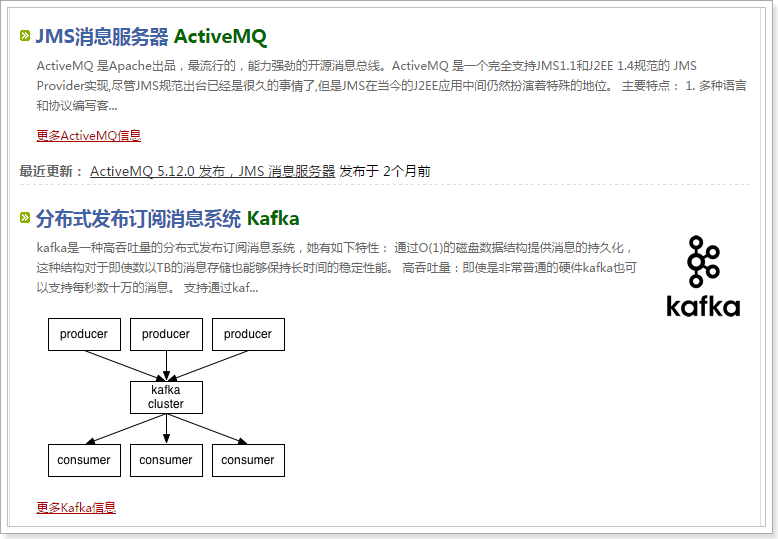 JMS消息服务器 ActiveMQ
ActiveMQ 是Apache出品，最流行的，能力强劲的开源消息总线。ActiveMQ 是一个完全支持JMS1.1和J2EE 1.4规范的 JMS
Provider实现,尽管JMS规范出台已经是很久的事情了,但是JMS在当今的J2EE应用中间仍然扮演着特殊的地位。 主要特点： 1. 多种语言
和协议编写客...
更多ActiveMQ信息
最近更新： ActiveMQ 5.12.0 发布，JMS 消息服务器 发布于 2个月前
分布式发布订阅消息系统 Kafka
kafka是一种高吞吐量的分布式发布订阅消息系统，她有如下特性： 通过O(1)的磁盘数据结构提供消息的持久化，
这种结构对于即使数以TB的消息存储也能够保持长时间的稳定性能。 高吞吐量：即使是非常普通的硬件kafka也可
以支持每秒数十万的消息。 支持通过kaf...
kafka
producer producer producer
kafka
cluster
consumer consumer consumer
更多Kafka信息